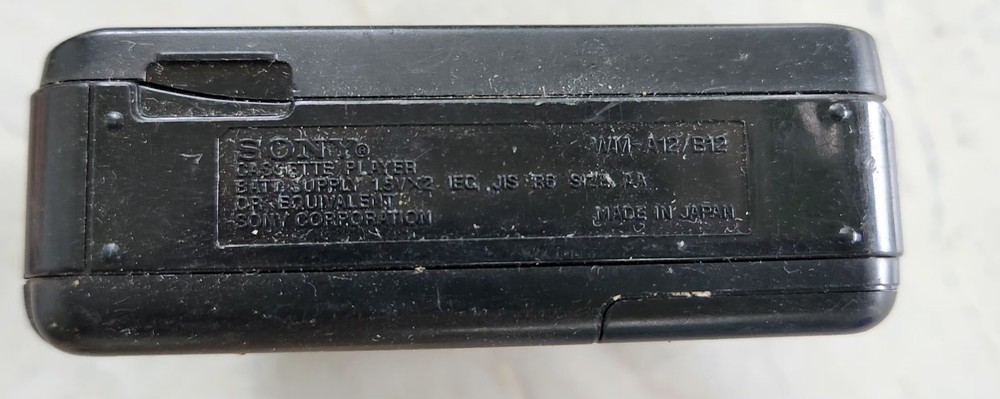 SONY® WM-A12/B12
CASSETTE PLAYER
BATT SUPPLY 1.5V×2 IEC, JIS R6 SIZE AA
OR EQUIVALENT
SONY CORPORATION MADE IN JAPAN